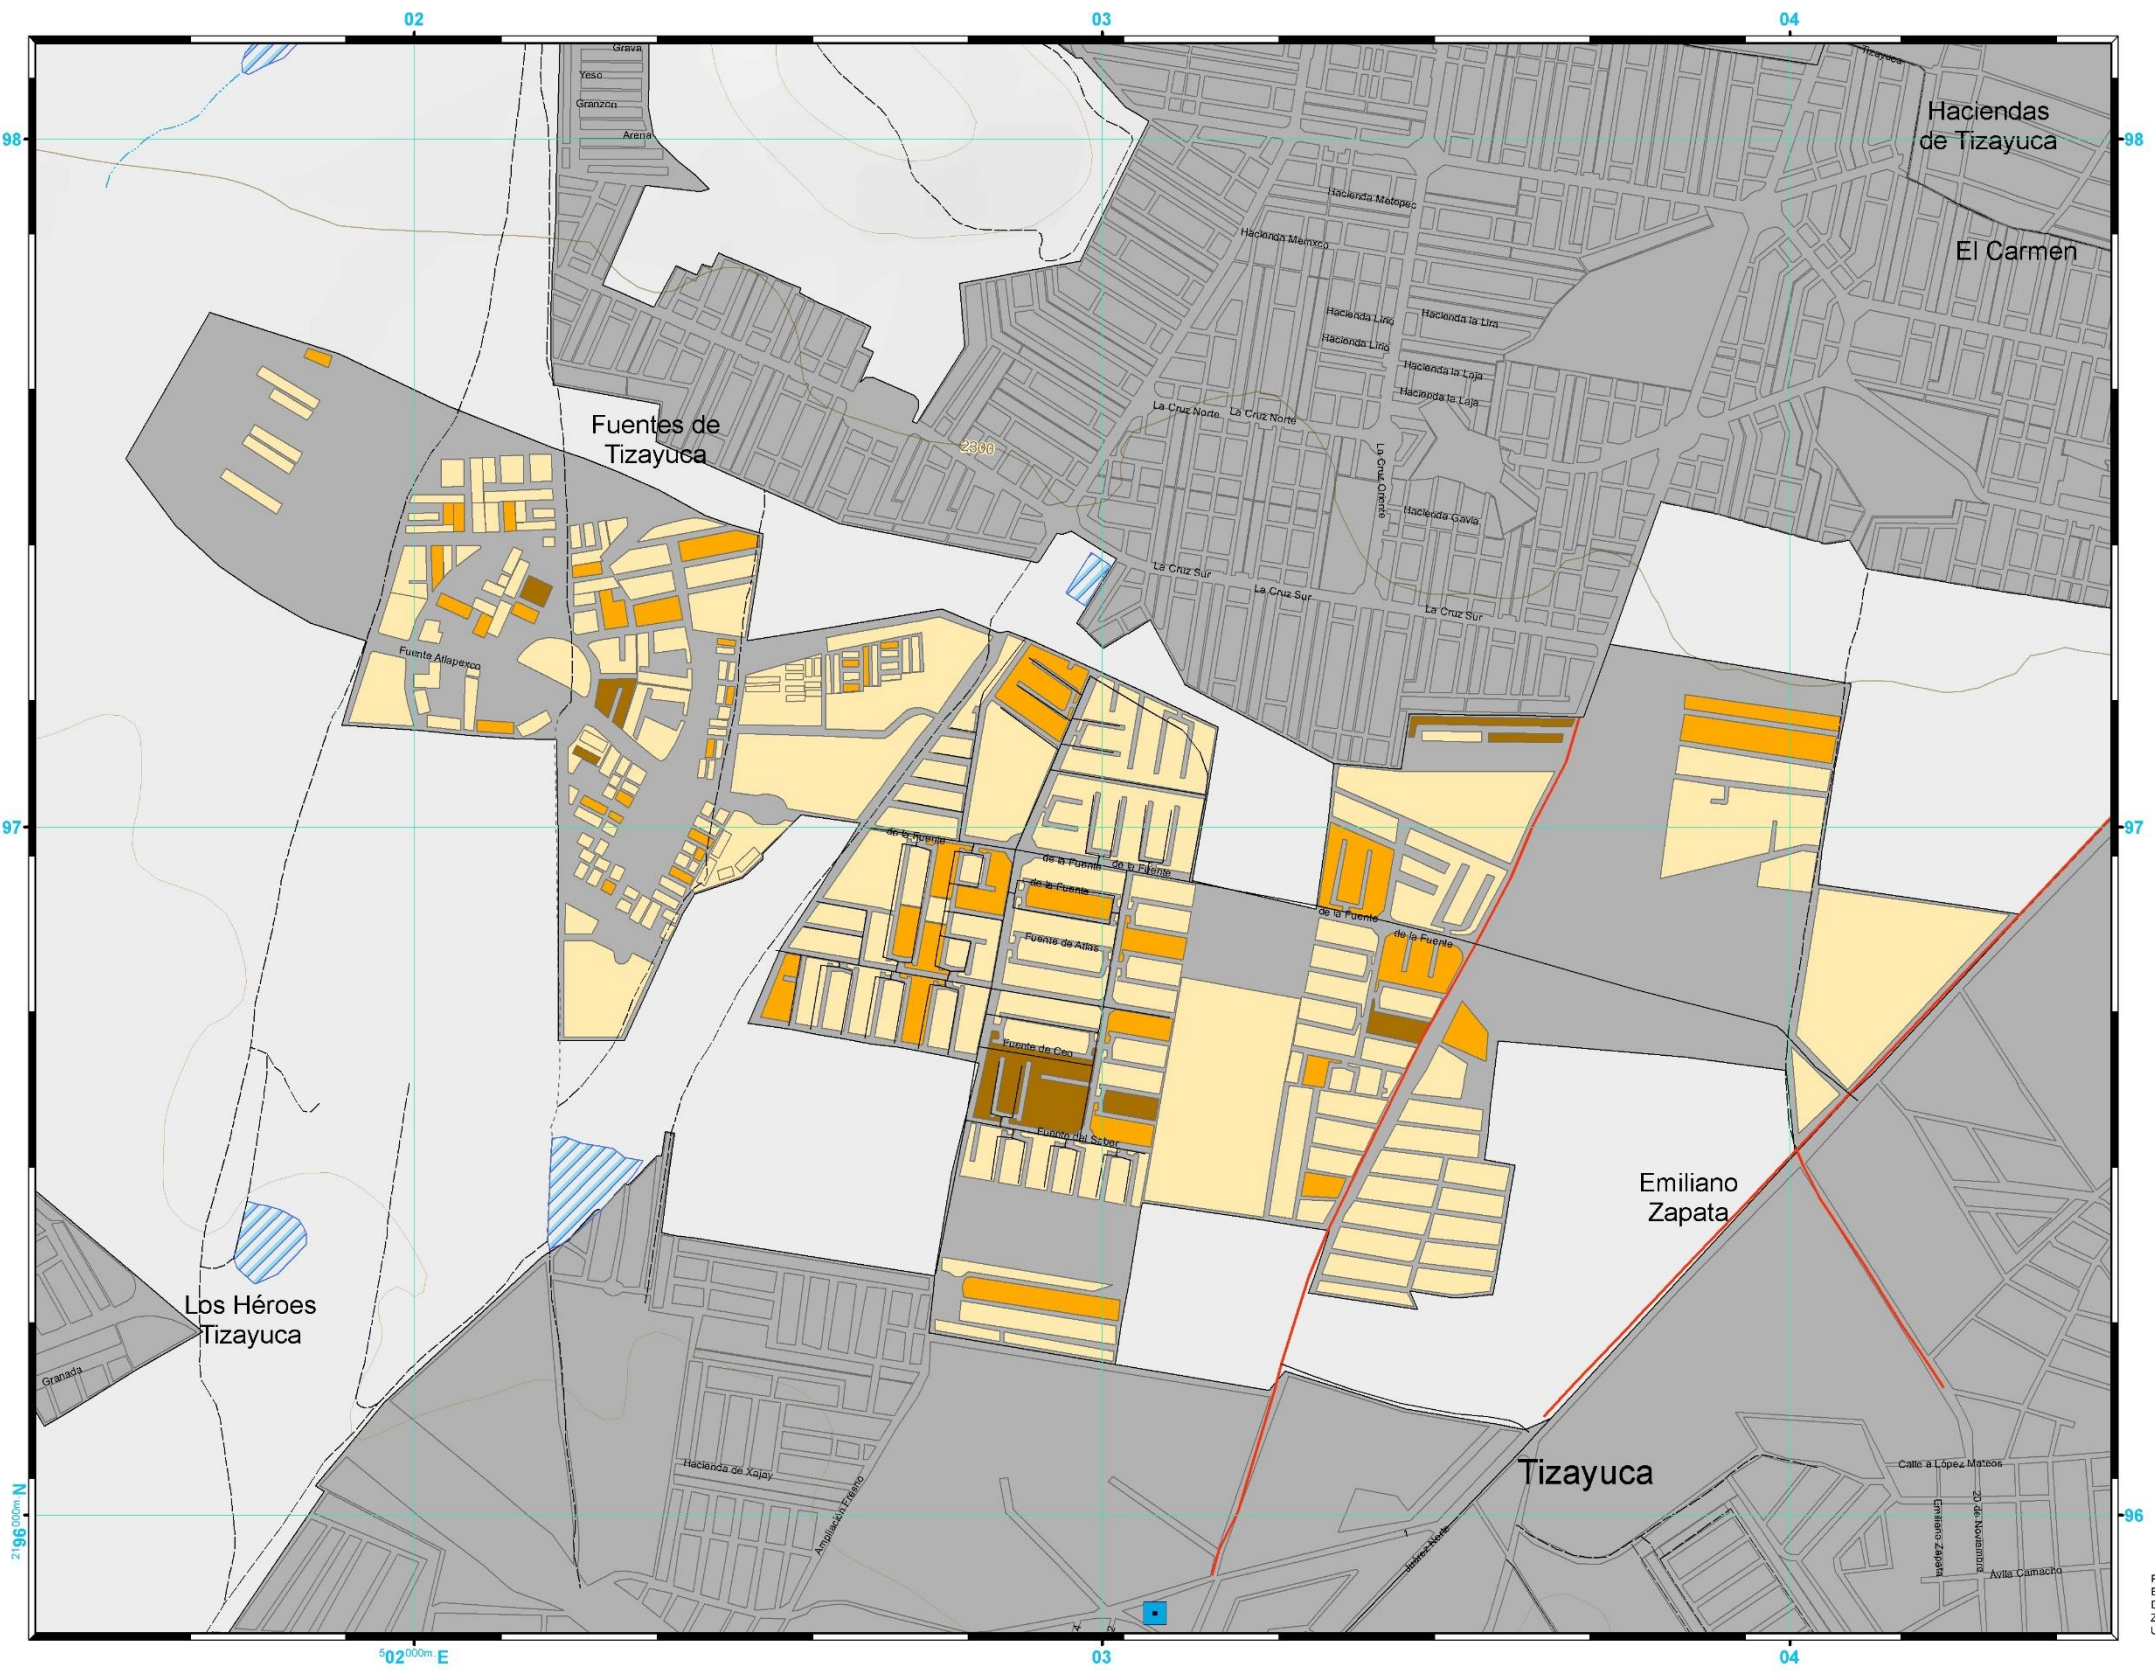 02
03
04
Grava
Yeso
Granzon
Arena
Tizayuca
Haciendas
de Tizayuca
98
98
Hacienda Metopec
Hacienda Memxco
El Carmen
Hacienda Lirio
Hacienda la Lira
Hacienda Lirio
Hacienda la Laja
Hacienda la Laja
La Cruz Norte
La Cruz Norte
Fuentes de
Tizayuca
2300
La Cruz Oriente
Hacienda Gavia
La Cruz Sur
La Cruz Sur
La Cruz Sur
Fuente Atlapexco
97
97
de la Fuente
de la Fuente
de la Fuente
de la Fuente
de la Fuente
de la Fuente
Fuente de Atlas
Fuente de Ceo
Fuente del Saber
Emiliano
Zapata
Los Héroes
Tizayuca
Granada
Hacienda de Xajay
Ampliación Fresno
Tizayuca
Calle a López Mateos
20 de Noviembre
Emiliano Zapata
Avila Camacho
Juárez Norte
2196000m. N
96
502000m. E
03
04